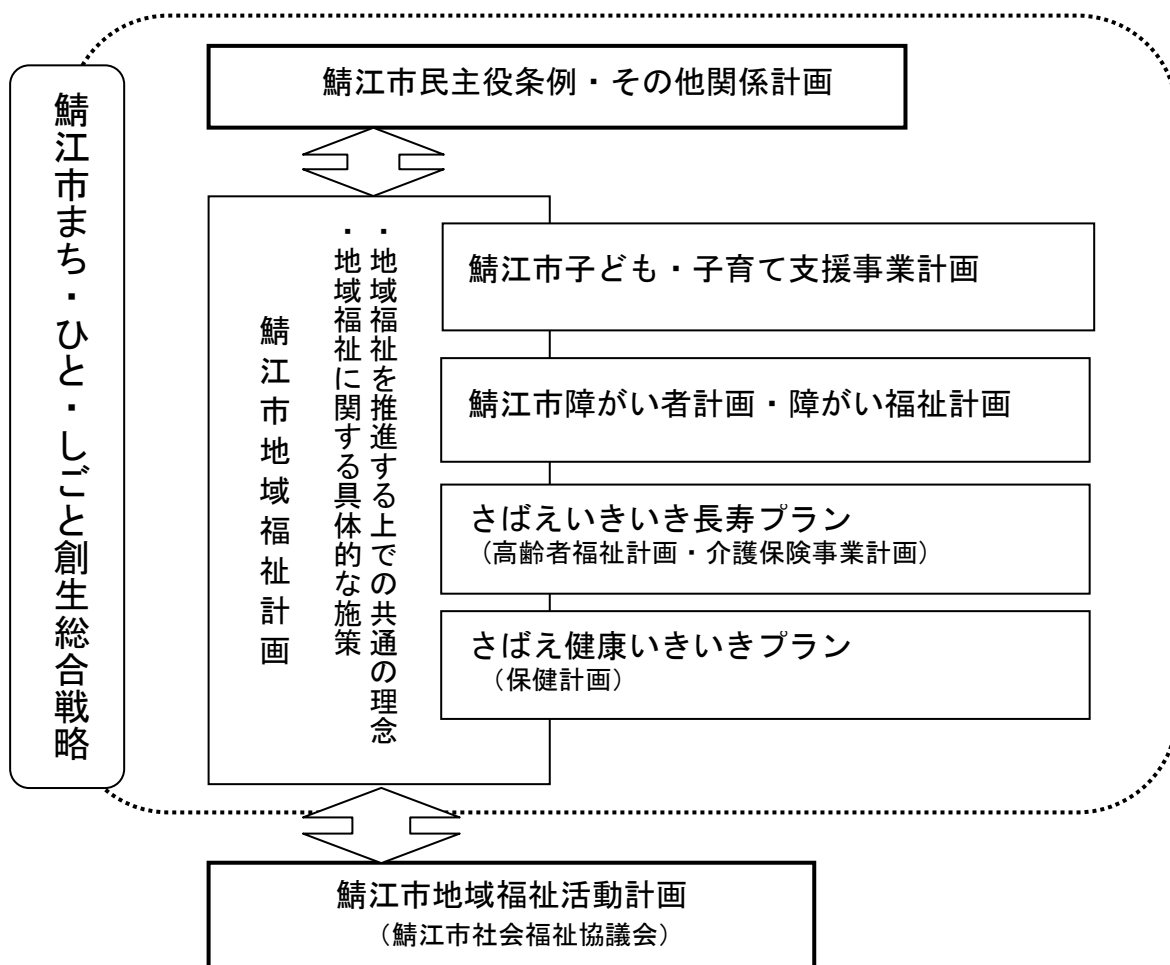 鯖江市まち・ひと・しごと創生総合戦略
鯖江市民主役条例・その他関係計画
鯖江市地域福祉計画
・地域福祉を推進する上での共通の理念
・地域福祉に関する具体的な施策
鯖江市子ども・子育て支援事業計画
鯖江市障がい者計画・障がい福祉計画
さばえいきいき長寿プラン
（高齢者福祉計画・介護保険事業計画）
さばえ健康いきいきプラン
（保健計画）
鯖江市地域福祉活動計画
（鯖江市社会福祉協議会）